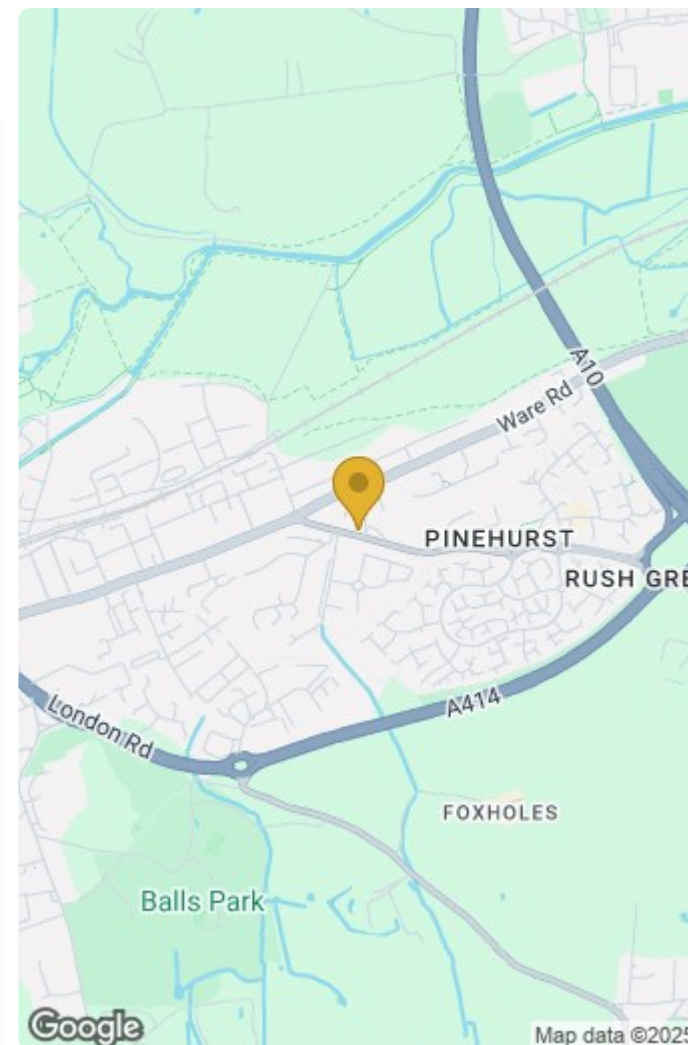 A10
Ware Rd
PINEHURST
RUSH GRE
A414
London Rd
FOXHOLES
Balls Park
Google
Map data ©2025